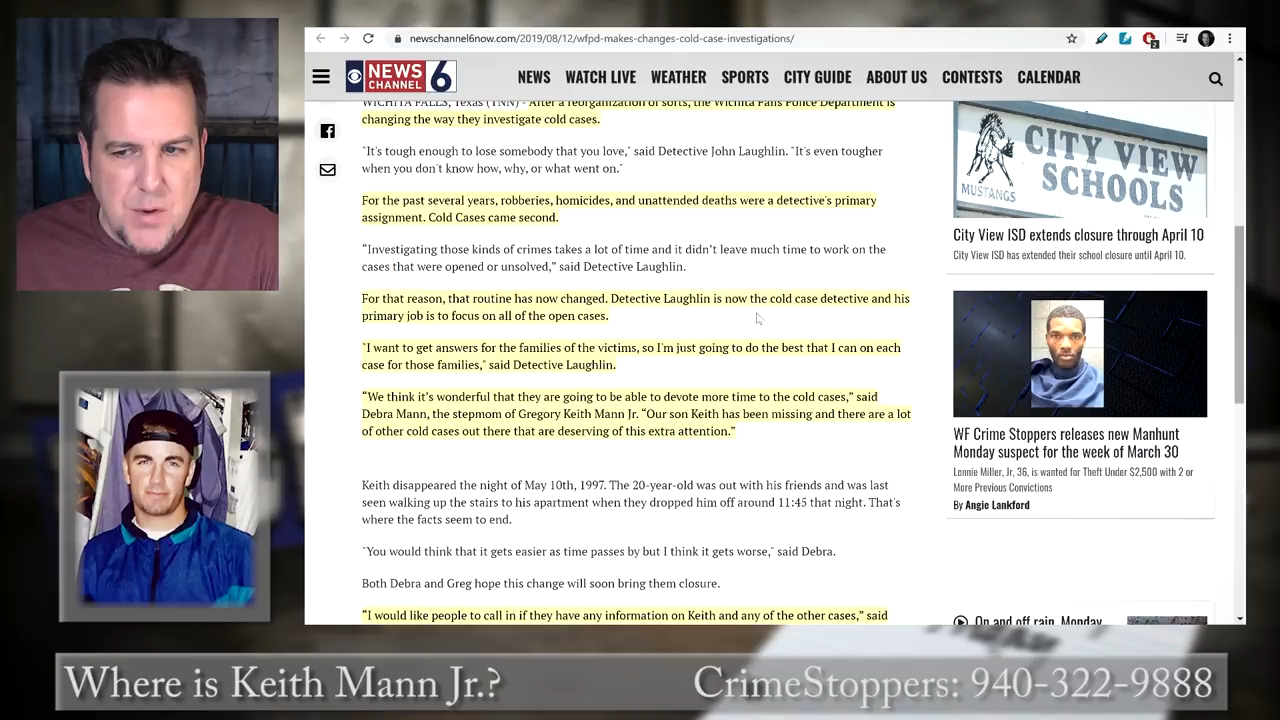 newschannel6now.com/2019/08/12/wfpd-makes-changes-cold-case-investigations/
2
NEWS
CHANNEL
6
NEWS WATCH LIVE WEATHER SPORTS CITY GUIDE ABOUT US CONTESTS CALENDAR
WICHITA FALLS, Texas (TNN) - After a reorganization of sorts, the Wichita Falls Police Department is
changing the way they investigate cold cases.
"It's tough enough to lose somebody that you love," said Detective John Laughlin. "It's even tougher
when you don't know how, why, or what went on."
For the past several years, robberies, homicides, and unattended deaths were a detective's primary
assignment. Cold Cases came second.
“Investigating those kinds of crimes takes a lot of time and it didn’t leave much time to work on the
cases that were opened or unsolved,” said Detective Laughlin.
For that reason, that routine has now changed. Detective Laughlin is now the cold case detective and his
primary job is to focus on all of the open cases.
"I want to get answers for the families of the victims, so I'm just going to do the best that I can on each
case for those families," said Detective Laughlin.
“We think it’s wonderful that they are going to be able to devote more time to the cold cases,” said
Debra Mann, the stepmom of Gregory Keith Mann Jr. “Our son Keith has been missing and there are a lot
of other cold cases out there that are deserving of this extra attention.”
Keith disappeared the night of May 10th, 1997. The 20-year-old was out with his friends and was last
seen walking up the stairs to his apartment when they dropped him off around 11:45 that night. That's
where the facts seem to end.
"You would think that it gets easier as time passes by but I think it gets worse," said Debra.
Both Debra and Greg hope this change will soon bring them closure.
“I would like people to call in if they have any information on Keith and any of the other cases,” said
CITY VIEW
SCHOOLS
MUSTANGS
City View ISD extends closure through April 10
City View ISD has extended their school closure until April 10.
WF Crime Stoppers releases new Manhunt
Monday suspect for the week of March 30
Lonnie Miller, Jr, 36, is wanted for Theft Under $2,500 with 2 or
More Previous Convictions
By Angie Lankford
On and off rain, Monday
Where is Keith Mann Jr.?
CrimeStoppers: 940-322-9888